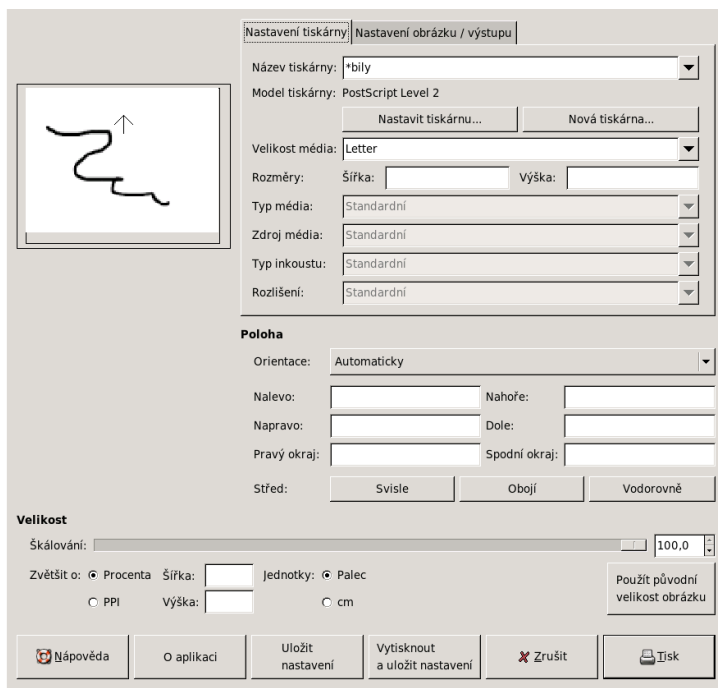 Nastavení tiskárny Nastavení obrázku / výstupu
Název tiskárny: *bily
Model tiskárny: PostScript Level 2
Nastavit tiskárnu... Nová tiskárna...
Velikost média: Letter
Rozměry: Šířka: Výška:
Typ média: Standardní
Zdroj média: Standardní
Typ inkoustu: Standardní
Rozlišení: Standardní
Poloha
Orientace: Automaticky
Nalevo: Nahoře:
Napravo: Dole:
Pravý okraj: Spodní okraj:
Střed: Svisle Obojí Vodorovně
Velikost
Škálování: 100,0
Zvětšit o: Procenta Šířka: Jednotky: Palec
PPI Výška: cm
Použít původní
velikost obrázku
Nápověda
O aplikaci
Uložit
nastavení
Vytisknout
a uložit nastavení
Zrušit
Tisk